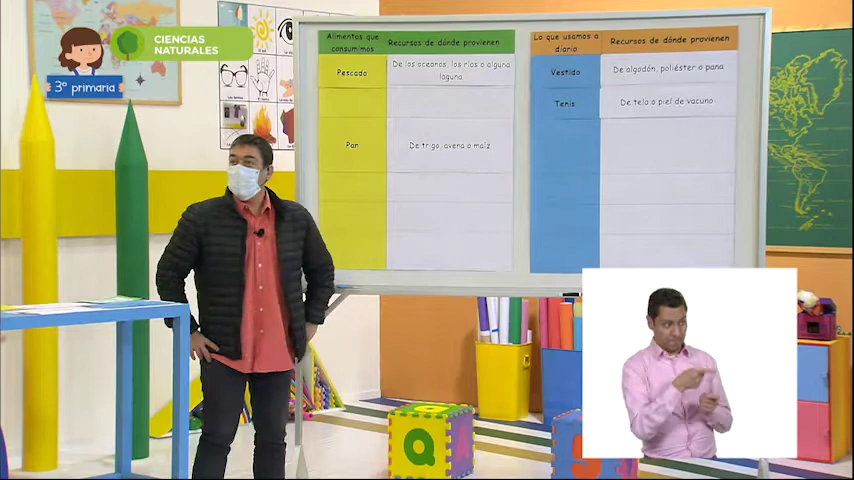 CIENCIAS
NATURALES
3° primaria
Alimentos que
consumimos
Recursos de dónde provienen
Pescado
De los océanos, los ríos o alguna
laguna
Pan
De trigo, avena o maíz
Lo que usamos a
diario
Recursos de dónde provienen
Vestido
De algodón, poliéster o pana
Tenis
De tela o piel de vacuno
Q
A
S